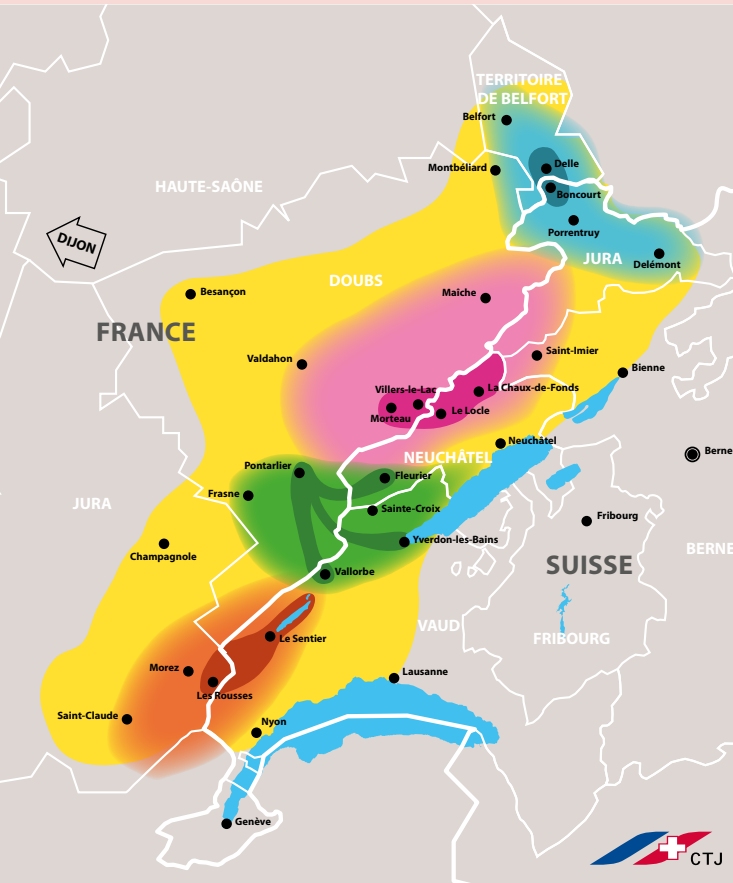 TERRITOIRE
DE BELFORT
Belfort
Delle
Montbéliard
HAUTE-SAÔNE
Boncourt
Porrentruy
DIJON
JURA
Delémont
DOUBS
Besançon
Maîche
FRANCE
Saint-Imier
Valdahon
Bienne
Villers-le-Lac
La Chaux-de-Fonds
Morteau
Le Locle
Neuchâtel
Berne
NEUCHÂTEL
Pontarlier
Fleurier
Frasne
JURA
Sainte-Croix
Fribourg
Yverdon-les-Bains
BERNE
Champagnole
SUISSE
Vallorbe
VAUD
FRIBOURG
Le Sentier
Morez
Lausanne
Les Rousses
Saint-Claude
Nyon
Genève
CTJ